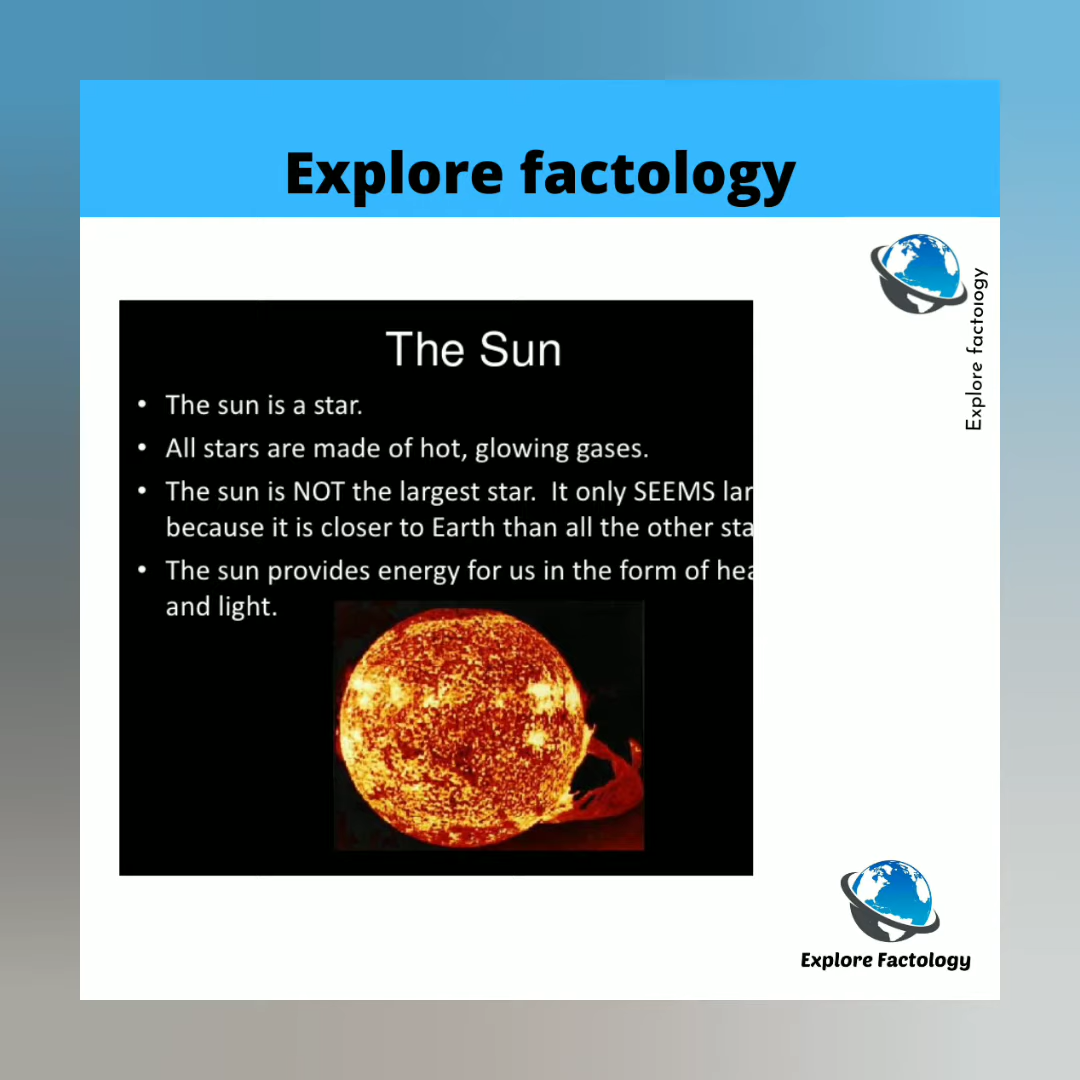 Explore factology
Explore factology
The Sun
• The sun is a star.
• All stars are made of hot, glowing gases.
• The sun is NOT the largest star. It only SEEMS lar
because it is closer to Earth than all the other sta
• The sun provides energy for us in the form of hea
and light.
Explore Factology